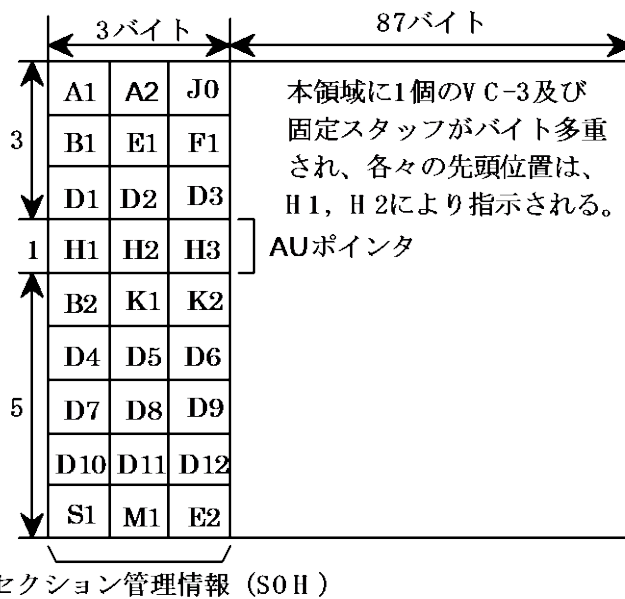 3バイト
87バイト
A1 A2 J0
B1 E1 F1
D1 D2 D3
3
本領域に1個のVC-3及び
固定スタッフがバイト多重
され、各々の先頭位置は、
H1, H2により指示される。
1
H1 H2 H3
AUポインタ
B2 K1 K2
D4 D5 D6
D7 D8 D9
D10 D11 D12
S1 M1 E2
5
セクション管理情報 (SOH)